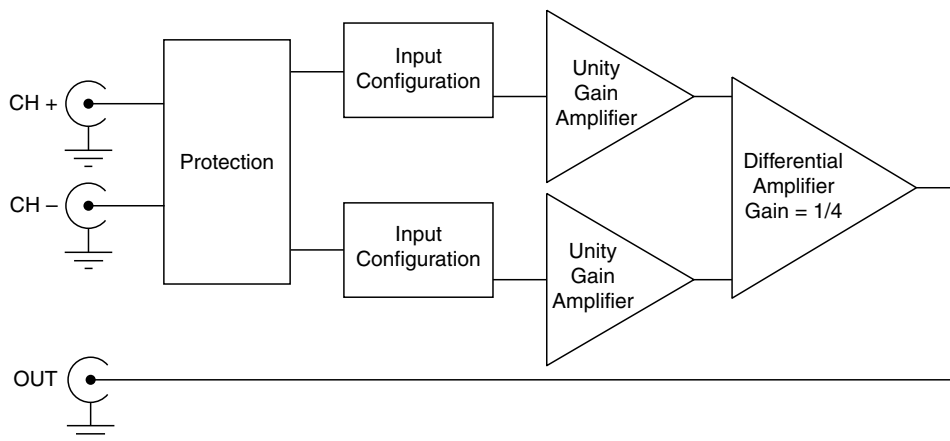 CH +
CH –
OUT
Protection
Input
Configuration
Input
Configuration
Unity
Gain
Amplifier
Unity
Gain
Amplifier
Differential
Amplifier
Gain = 1/4